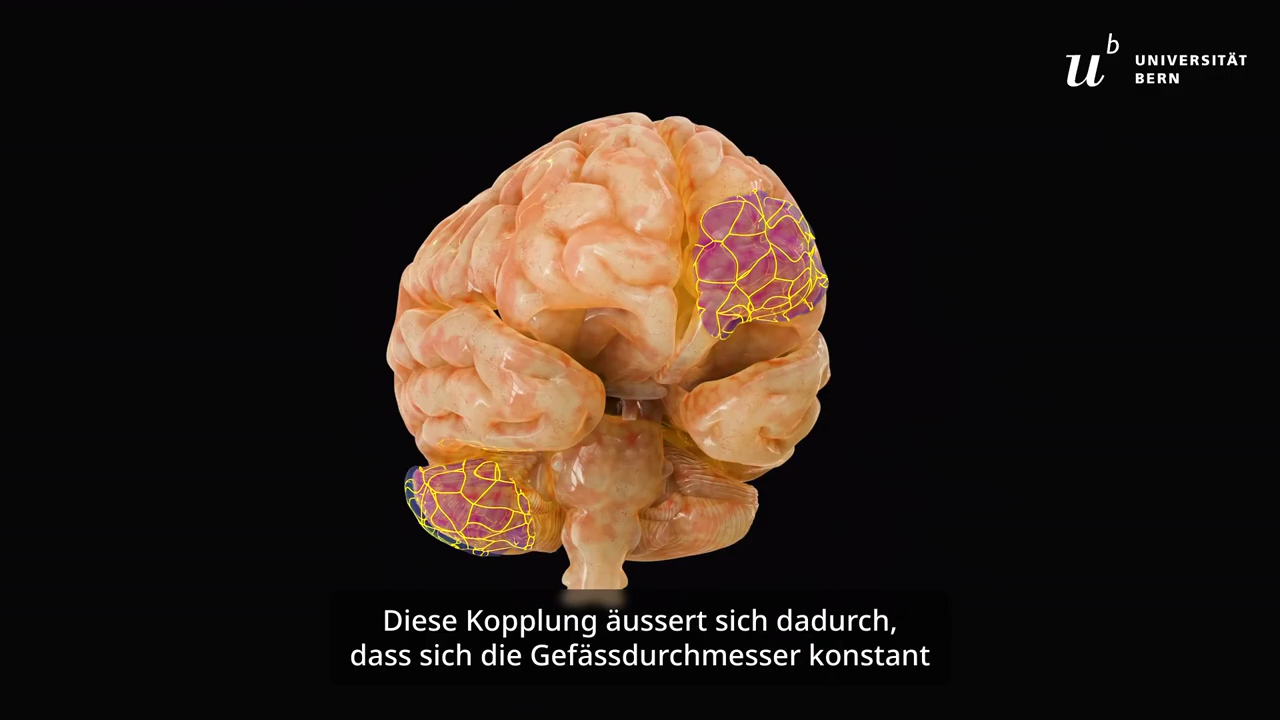 u
b
UNIVERSITÄT
BERN
Diese Kopplung äussert sich dadurch,
dass sich die Gefässdurchmesser konstant